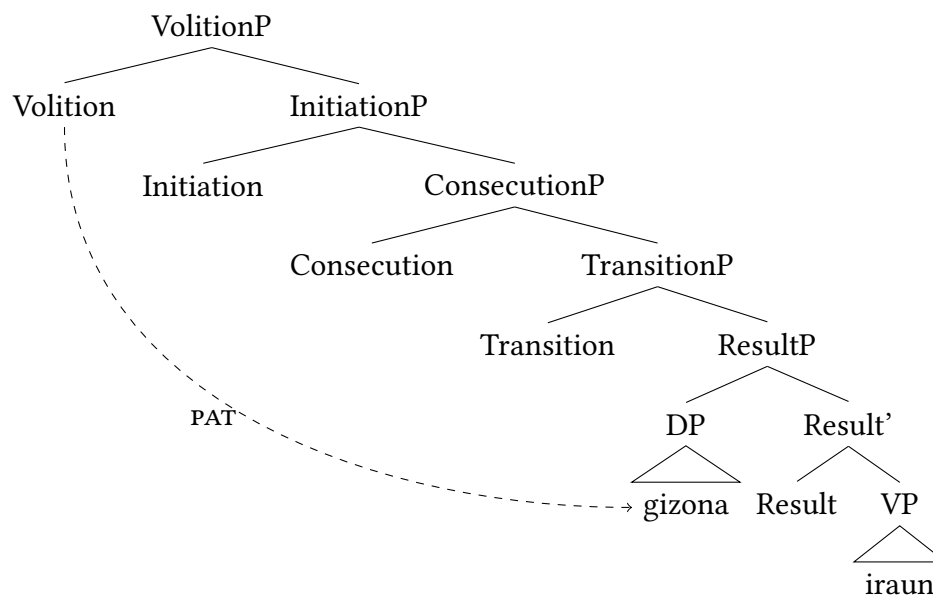 VolitionP
Volition InitiationP
Initiation ConsecutionP
Consecution TransitionP
Transition ResultP
PAT
DP Result’
gizona Result VP
iraun